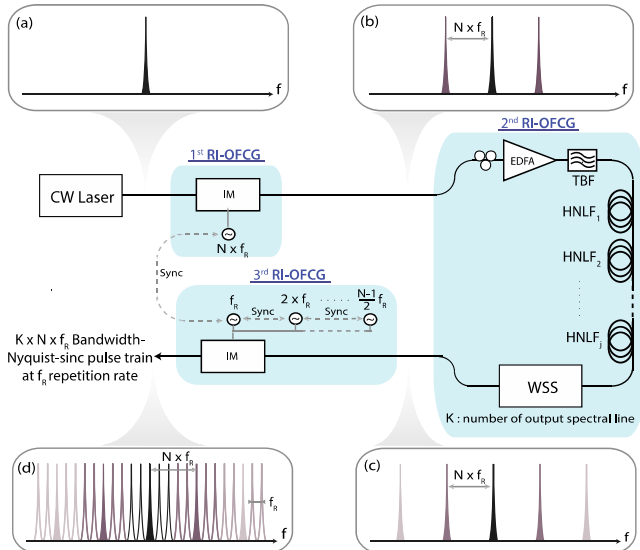 (a)
f
(b)
N x f_R
f
1st RI-OFCG
2nd RI-OFCG
CW Laser
IM
N x f_R
EDFA
TBF
HNLF_1
HNLF_2
HNLF_j
WSS
K : number of output spectral line
Sync
3rd RI-OFCG
f_R
Sync
2 x f_R
Sync
N-1/2 f_R
IM
K x N x f_R Bandwidth-
Nyquist-sinc pulse train
at f_R repetition rate
(d)
N x f_R
f_R
f
(c)
N x f_R
f